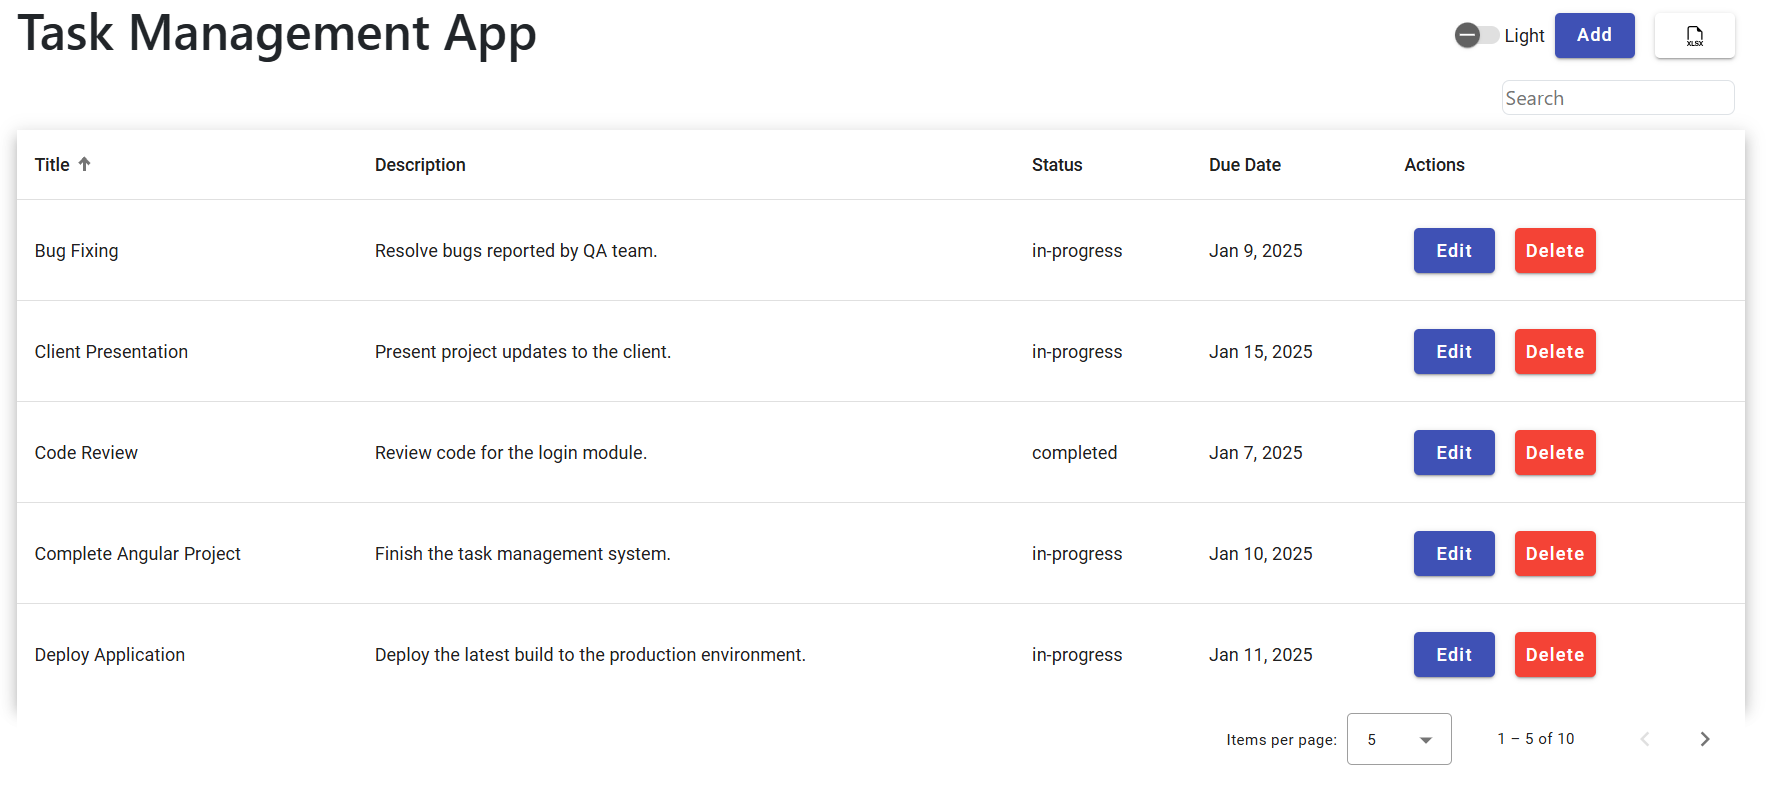 Task Management App
Light Add XLSX
Search
Title Description Status Due Date Actions
Bug Fixing Resolve bugs reported by QA team. in-progress Jan 9, 2025 Edit Delete
Client Presentation Present project updates to the client. in-progress Jan 15, 2025 Edit Delete
Code Review Review code for the login module. completed Jan 7, 2025 Edit Delete
Complete Angular Project Finish the task management system. in-progress Jan 10, 2025 Edit Delete
Deploy Application Deploy the latest build to the production environment. in-progress Jan 11, 2025 Edit Delete
Items per page: 5 1 – 5 of 10